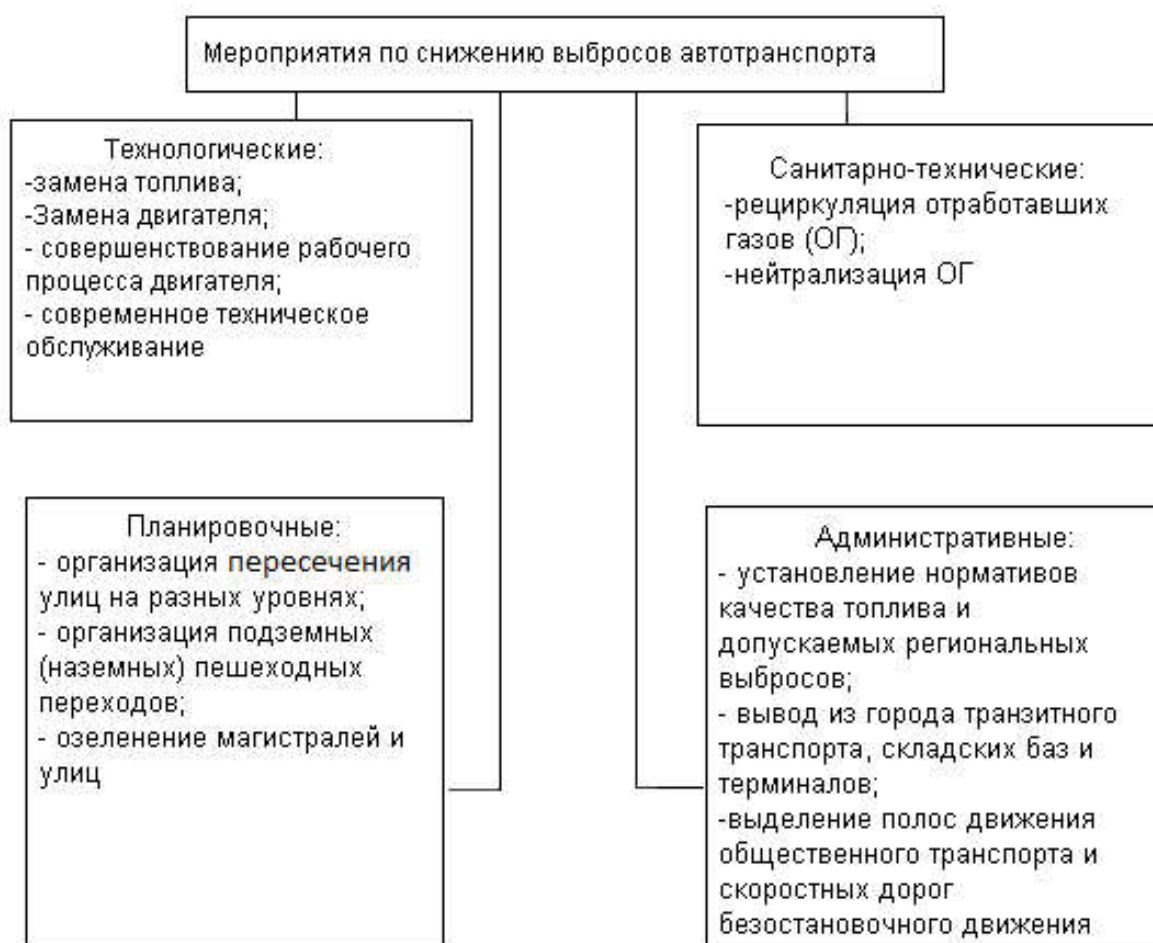 Мероприятия по снижению выбросов автотранспорта
Технологические:
-замена топлива;
-Замена двигателя;
- совершенствование рабочего
процесса двигателя;
- современное техническое
обслуживание
Санитарно-технические:
-рециркуляция отработавших
газов (ОГ);
-нейтрализация ОГ
Планировочные:
- организация пересечения
улиц на разных уровнях;
- организация подземных
(наземных) пешеходных
переходов;
- озеленение магистралей и
улиц
Административные:
- установление нормативов
качества топлива и
допускаемых региональных
выбросов;
- вывод из города транзитного
транспорта, складских баз и
терминалов;
-выделение полос движения
общественного транспорта и
скоростных дорог
безостановочного движения